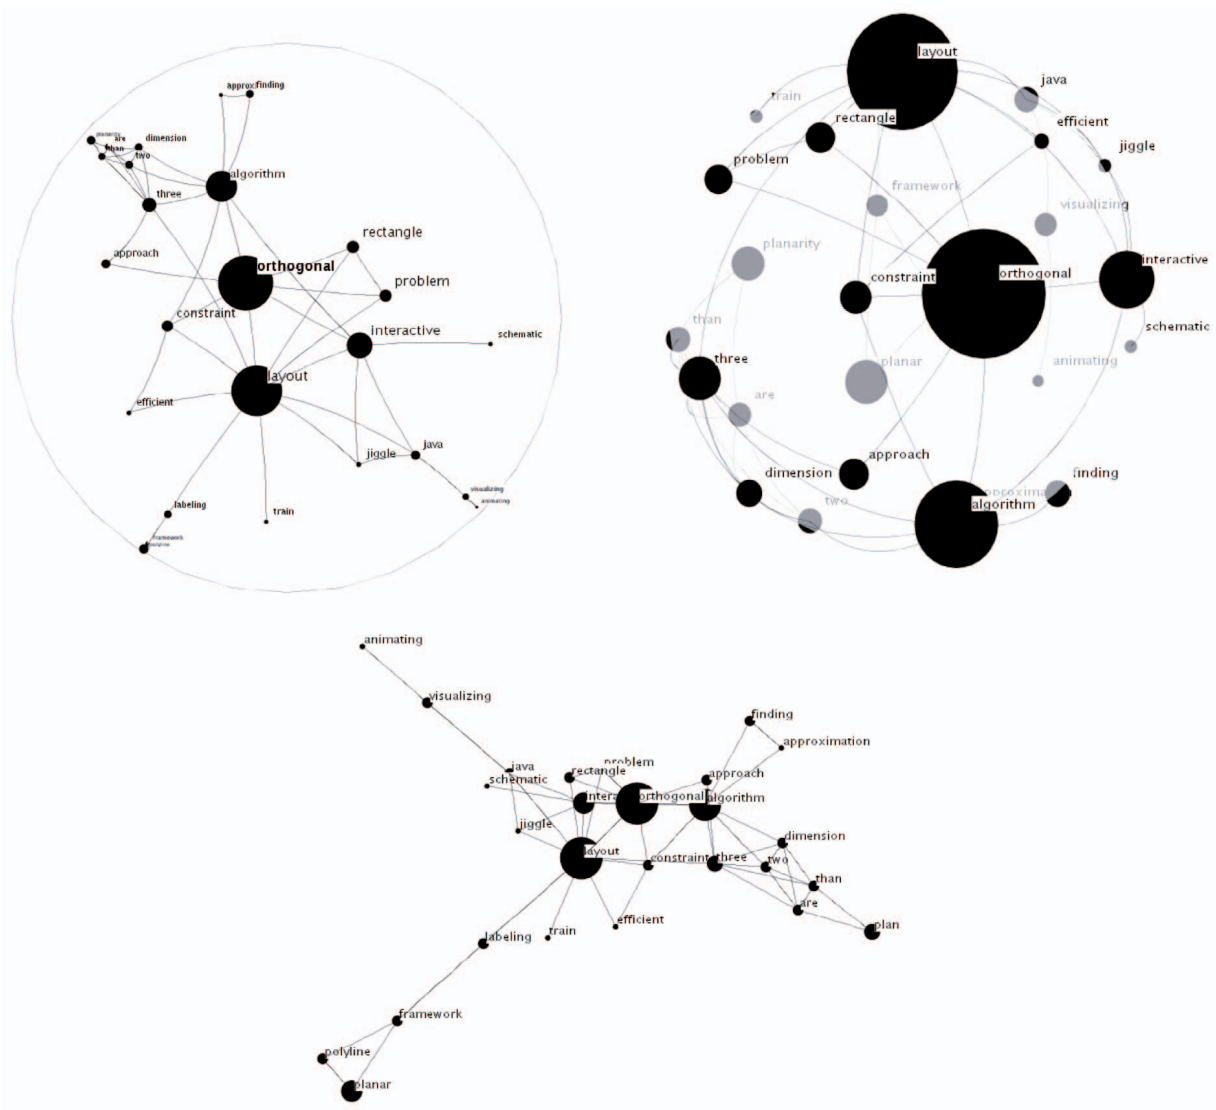 approx
finding
planarity
are
than
dimension
two
algorithm
three
approach
rectangle
orthogonal
problem
constraint
interactive
schematic
layout
efficient
jiggle
java
visualizing
animating
labeling
train
framework
polyline
layout
java
train
rectangle
efficient
jiggle
problem
framework
visualizing
planarity
interactive
constraint
orthogonal
than
schematic
three
planar
animating
are
approach
dimension
finding
two
approxima
algorithm
animating
visualizing
finding
approximation
java
problem
rectangle
schematic
approach
intera
orthogonal
algorithm
jiggle
dimension
layout
constraint
three
two
than
are
efficient
plan
train
labeling
framework
polyline
planar